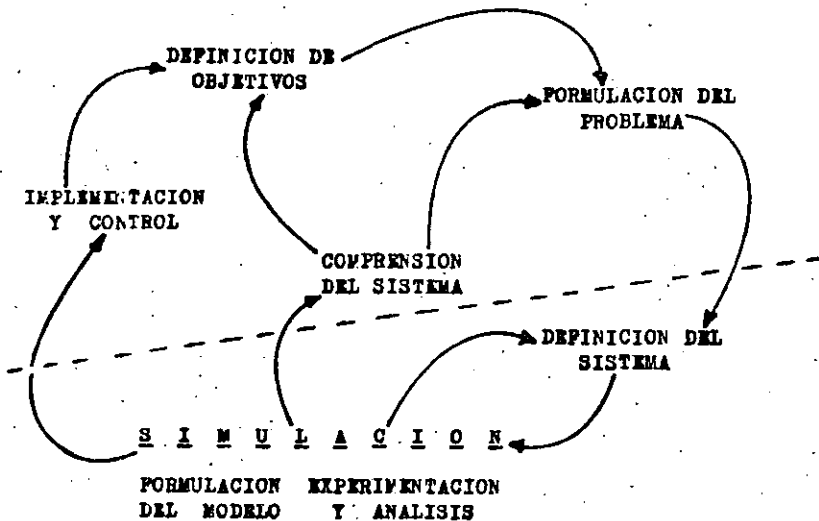 DEFINICION DE
OBJETIVOS
FORMULACION DEL
PROBLEMA
IMPLEMENTACION
Y CONTROL
COMPRENSION
DEL SISTEMA
DEFINICION DEL
SISTEMA
S I M U L A C I O N
FORMULACION EXPERIMENTACION
DEL MODELO Y ANALISIS